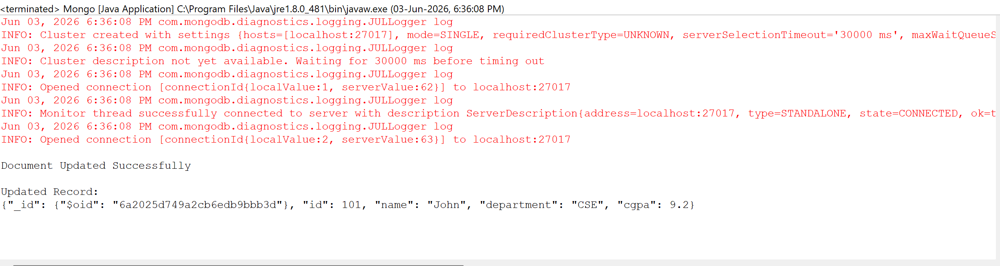 <terminated> Mongo [Java Application] C:\Program Files\Java\jre1.8.0_481\bin\javaw.exe (03-Jun-2026, 6:36:08 PM)
Jun 03, 2026 6:36:08 PM com.mongodb.diagnostics.logging.JULLogger log
INFO: Cluster created with settings {hosts=[localhost:27017], mode=SINGLE, requiredClusterType=UNKNOWN, serverSelectionTimeout='30000 ms', maxWaitQueueS
Jun 03, 2026 6:36:08 PM com.mongodb.diagnostics.logging.JULLogger log
INFO: Cluster description not yet available. Waiting for 30000 ms before timing out
Jun 03, 2026 6:36:08 PM com.mongodb.diagnostics.logging.JULLogger log
INFO: Opened connection [connectionId{localValue:1, serverValue:62}] to localhost:27017
Jun 03, 2026 6:36:08 PM com.mongodb.diagnostics.logging.JULLogger log
INFO: Monitor thread successfully connected to server with description ServerDescription{address=localhost:27017, type=STANDALONE, state=CONNECTED, ok=t
Jun 03, 2026 6:36:08 PM com.mongodb.diagnostics.logging.JULLogger log
INFO: Opened connection [connectionId{localValue:2, serverValue:63}] to localhost:27017
Document Updated Successfully
Updated Record:
{"_id": {"$oid": "6a2025d749a2cb6edb9bbb3d"}, "id": 101, "name": "John", "department": "CSE", "cgpa": 9.2}